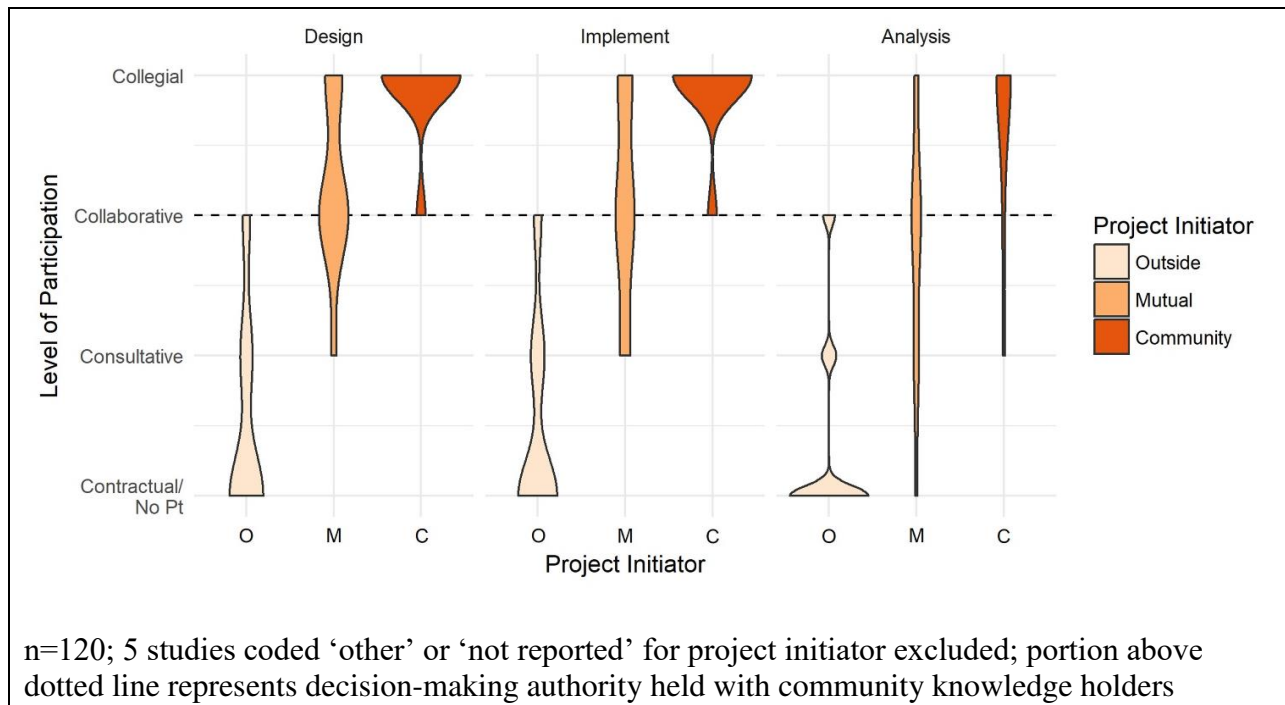 Design Implement Analysis
Collegial
Collaborative
Consultative
Contractual/
No Pt
Level of Participation
O M C O M C O M C
Project Initiator
Project Initiator
Outside
Mutual
Community
n=120; 5 studies coded ‘other’ or ‘not reported’ for project initiator excluded; portion above
dotted line represents decision-making authority held with community knowledge holders